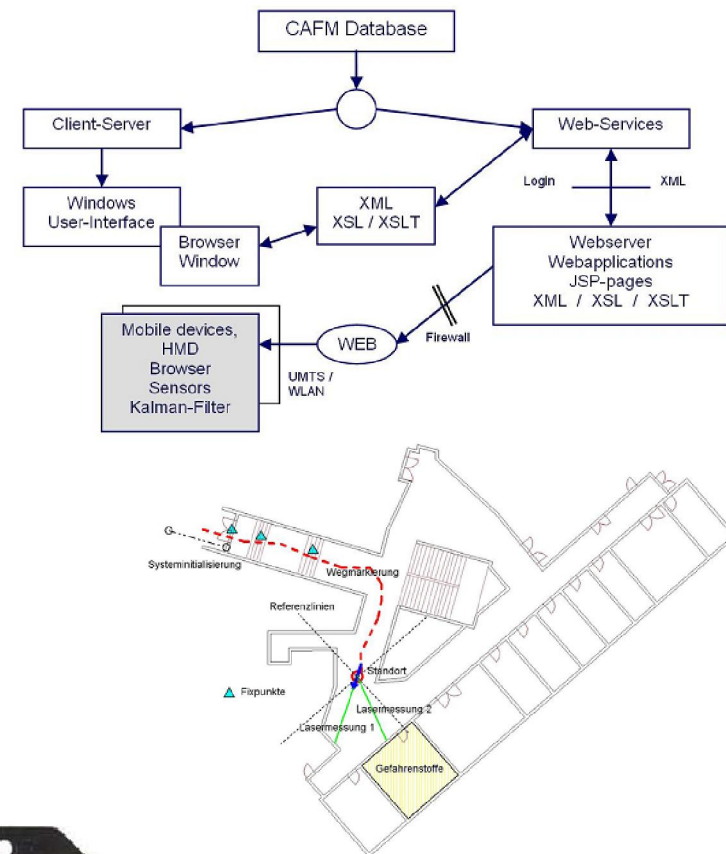 CAFM Database
Client-Server
Web-Services
Login
XML
Windows
User-Interface
XML
XSL / XSLT
Browser
Window
Webserver
Webapplications
JSP-pages
XML / XSL / XSLT
Firewall
Mobile devices,
HMD
Browser
Sensors
Kalman-Filter
WEB
UMTS /
WLAN
G
Systeminitialisierung
Wegmarkierung
Referenzlinien
Standort
Fixpunkte
Lasermessung 2
Lasermessung 1
Gefahrenstoffe